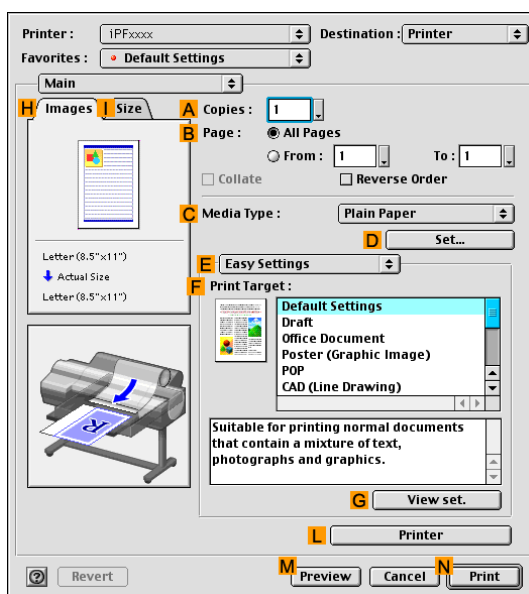 Printer : iPFxxxx Destination : Printer
Favorites : Default Settings
Main
H Images I Size
A Copies : 1
B Page : All Pages
From : 1 To : 1
Collate Reverse Order
C Media Type : Plain Paper
D Set...
Letter (8.5"x11")
Actual Size
Letter (8.5"x11")
E Easy Settings
F Print Target :
Default Settings
Draft
Office Document
Poster (Graphic Image)
POP
CAD (Line Drawing)
R
Suitable for printing normal documents
that contain a mixture of text,
photographs and graphics.
G View set.
L Printer
? Revert M Preview Cancel N Print